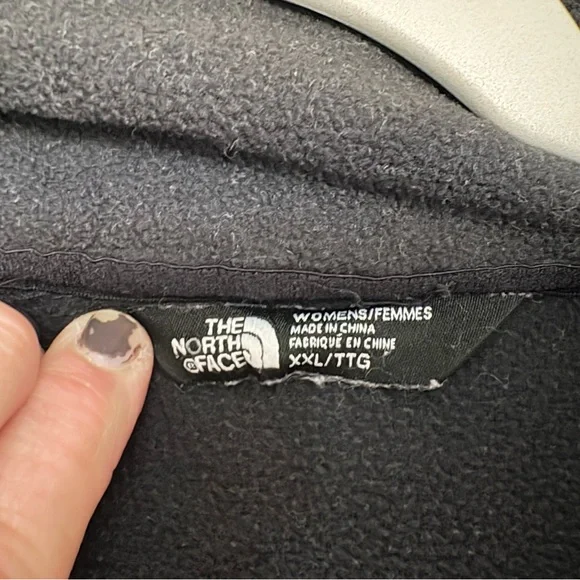 THE
NORTH
®FACE
WOMENS/FEMMES
MADE IN CHINA
FABRIQUÉ EN CHINE
XXL/TTG